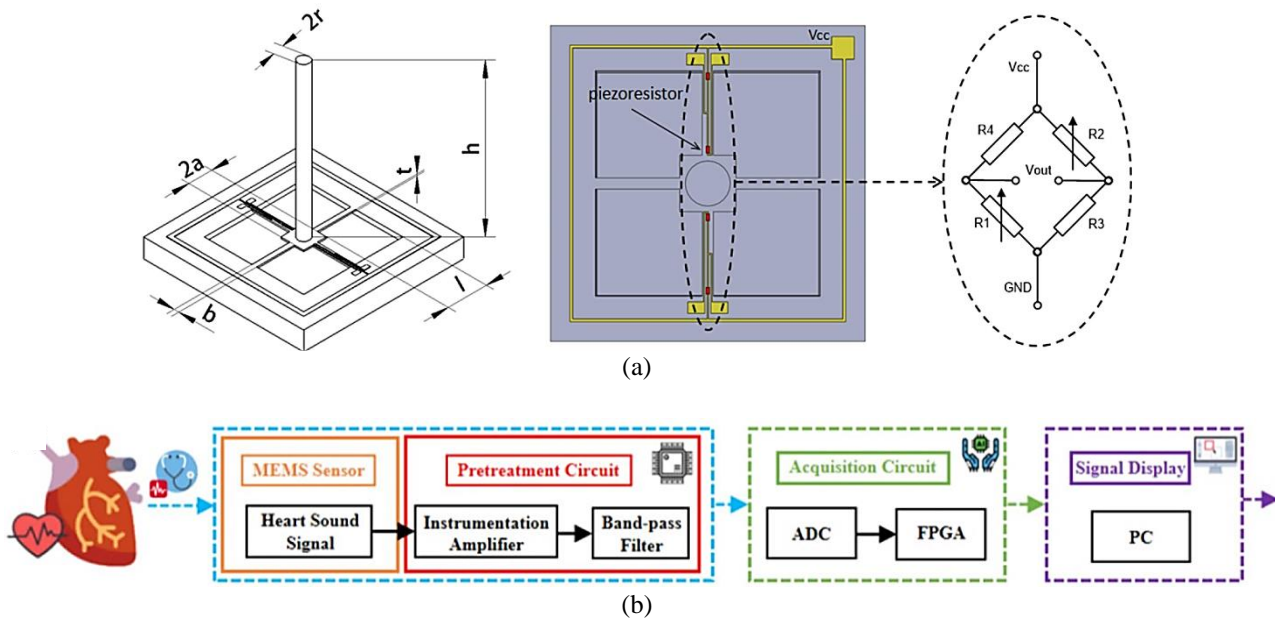 2r
h
2a
t
b
l
Vcc
piezoresistor
Vcc
R4
R2
Vout
R1
R3
GND
(a)
MEMS Sensor
Heart Sound
Signal
Pretreatment Circuit
Instrumentation
Amplifier
Band-pass
Filter
Acquisition Circuit
ADC
FPGA
Signal Display
PC
(b)